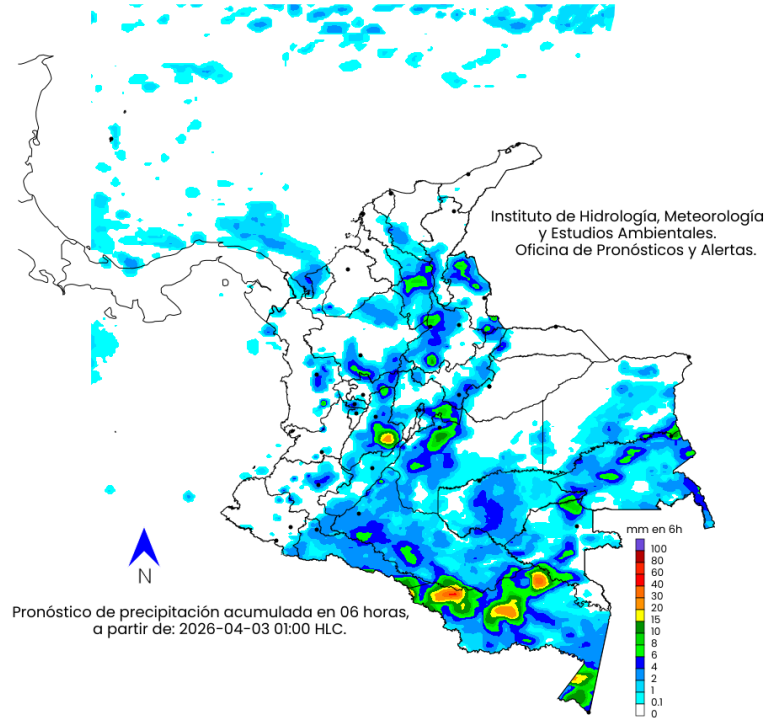 Instituto de Hidrología, Meteorología
y Estudios Ambientales.
Oficina de Pronósticos y Alertas.
mm en 6h
100
80
60
40
30
20
15
10
8
6
4
2
1
0.1
0
N
Pronóstico de precipitación acumulada en 06 horas,
a partir de: 2026-04-03 01:00 HLC.